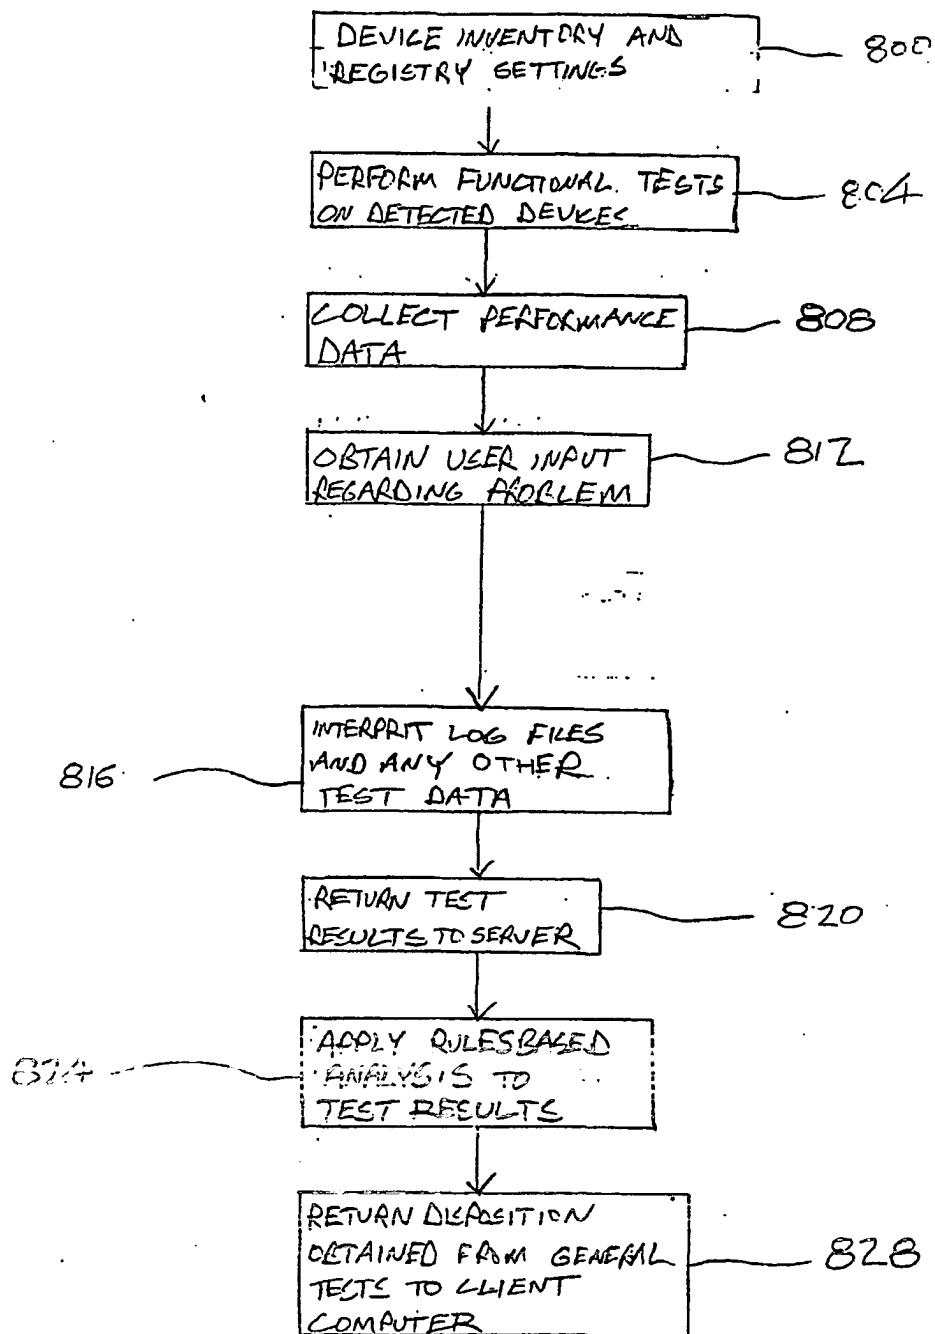 DEVICE INVENTORY AND
REGISTRY SETTINGS
800
PERFORM FUNCTIONAL TESTS
ON DETECTED DEVICES
804
COLLECT PERFORMANCE
DATA
808
OBTAIN USER INPUT
REGARDING PROBLEM
812
INTERPRIT LOG FILES
AND ANY OTHER
TEST DATA
816
RETURN TEST
RESULTS TO SERVER
820
APPLY RULES BASED
ANALYSIS TO
TEST RESULTS
824
RETURN DISPOSITION
OBTAINED FROM GENERAL
TESTS TO CLIENT
COMPUTER
828